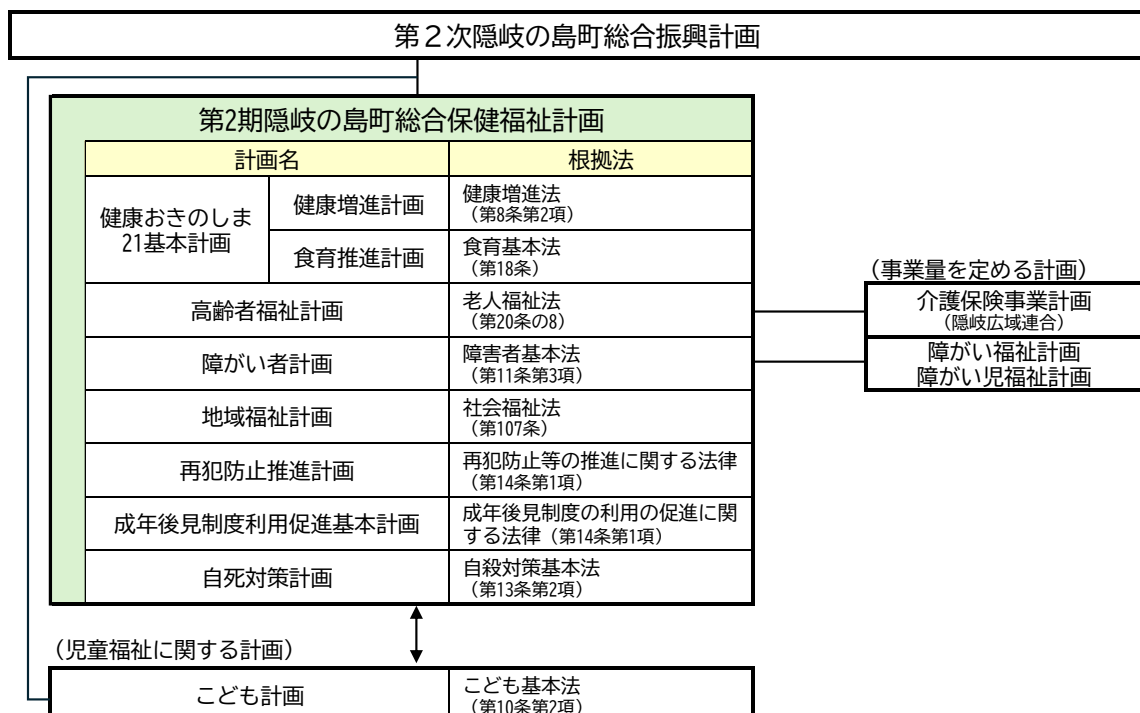 第２次隠岐の島町総合振興計画
第2期隠岐の島町総合保健福祉計画
計画名
根拠法
健康おきのしま
21基本計画
健康増進計画
健康増進法
（第8条第2項）
食育推進計画
食育基本法
（第18条）
高齢者福祉計画
老人福祉法
（第20条の8）
障がい者計画
障害者基本法
（第11条第3項）
地域福祉計画
社会福祉法
（第107条）
再犯防止推進計画
再犯防止等の推進に関する法律
（第14条第1項）
成年後見制度利用促進基本計画
成年後見制度の利用の促進に関
する法律（第14条第1項）
自死対策計画
自殺対策基本法
（第13条第2項）
（事業量を定める計画）
介護保険事業計画
（隠岐広域連合）
障がい福祉計画
障がい児福祉計画
（児童福祉に関する計画）
こども計画
こども基本法
（第10条第2項）